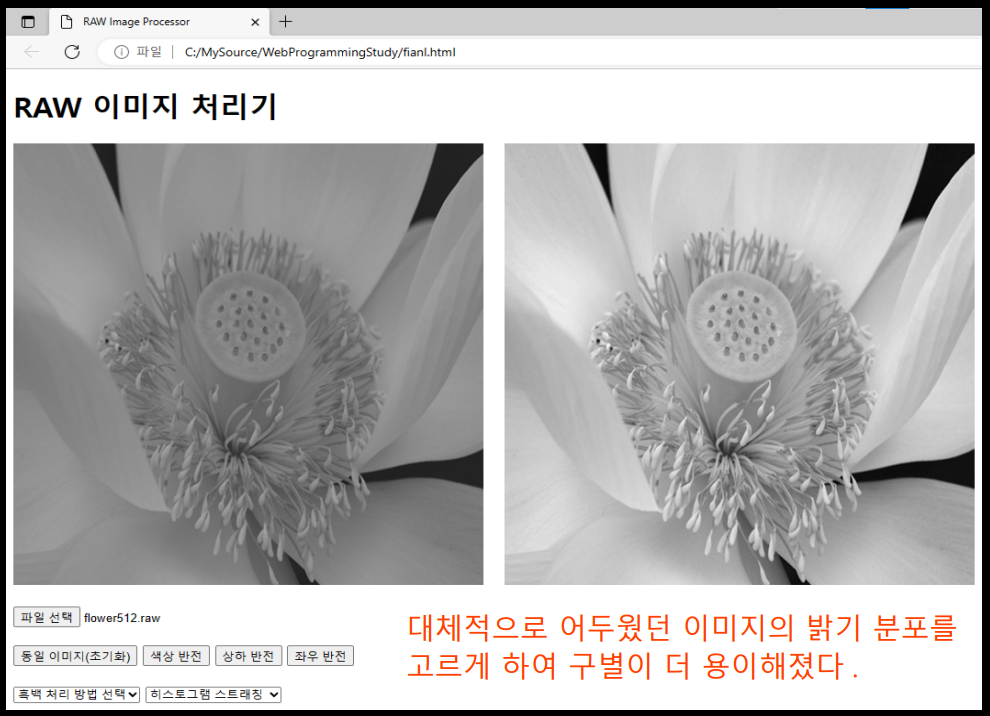 RAW Image Processor
파일 C:/MySource/WebProgrammingStudy/fianl.html
RAW 이미지 처리기
파일 선택 flower512.raw
동일 이미지(초기화) 색상 반전 상하 반전 좌우 반전
흑백 처리 방법 선택 히스토그램 스트래칭
대체적으로 어두웠던 이미지의 밝기 분포를
고르게 하여 구별이 더 용이해졌다 .